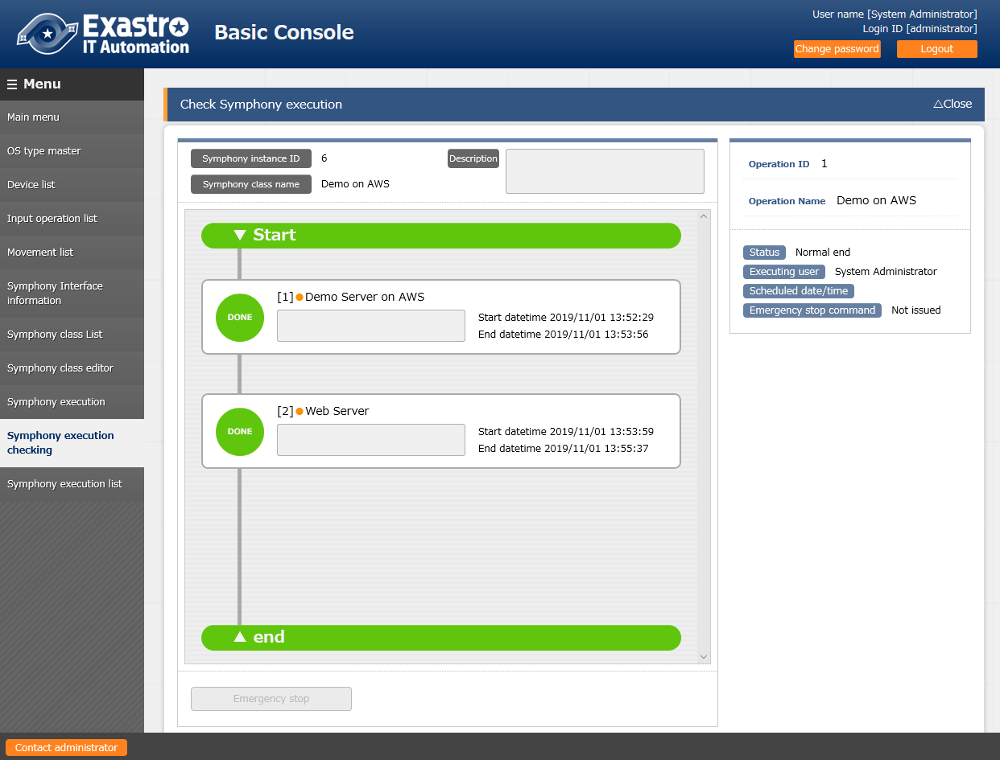 Exastro
IT Automation
Basic Console
User name [System Administrator]
Login ID [administrator]
Change password
Logout
Menu
Main menu
OS type master
Device list
Input operation list
Movement list
Symphony Interface
information
Symphony class List
Symphony class editor
Symphony execution
Symphony execution
checking
Symphony execution list
Check Symphony execution
△Close
Symphony instance ID 6
Description
Symphony class name Demo on AWS
▼ Start
DONE
[1] Demo Server on AWS
Start datetime 2019/11/01 13:52:29
End datetime 2019/11/01 13:53:56
DONE
[2] Web Server
Start datetime 2019/11/01 13:53:59
End datetime 2019/11/01 13:55:37
▲ end
Emergency stop
Operation ID 1
Operation Name Demo on AWS
Status Normal end
Executing user System Administrator
Scheduled date/time
Emergency stop command Not issued
Contact administrator